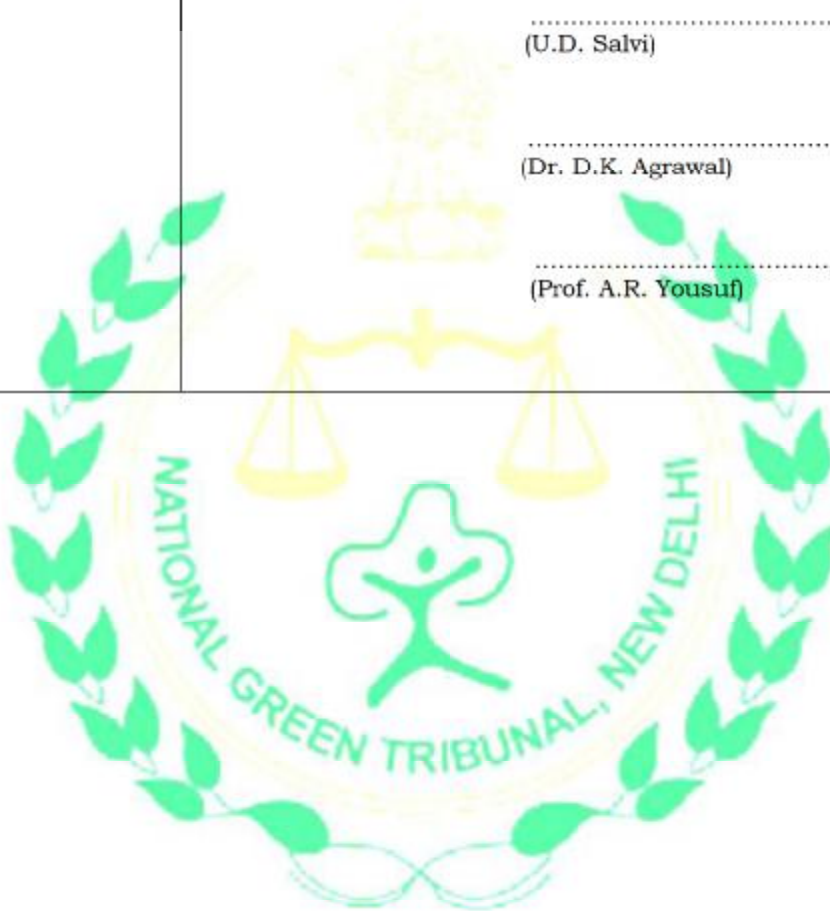 ..............................
(U.D. Salvi)
..............................
(Dr. D.K. Agrawal)
..............................
(Prof. A.R. Yousuf)
NATIONAL GREEN TRIBUNAL, NEW DELHI